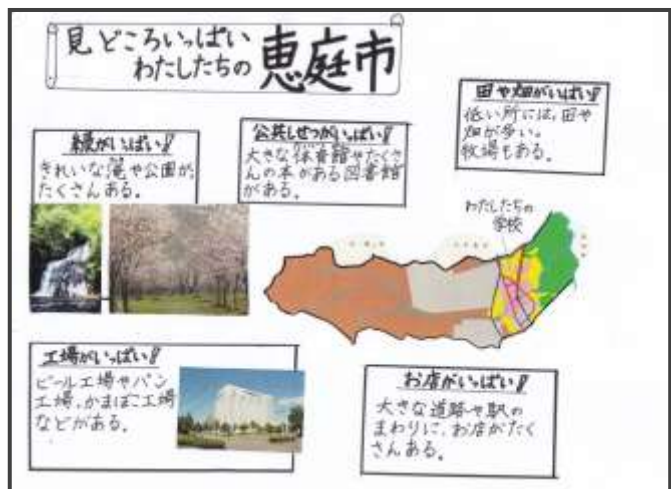 見どころいっぱい
わたしたちの
恵庭市
緑がいっぱい!!
きれいな滝や公園が、
たくさんある。
公共しせつがいっぱい!!
大きな体育館やたくさ
んの本がある図書館
がある。
田や畑がいっぱい!!
低い所には、田や
畑が多い。
牧場もある。
わたしたちの
学校
工場がいっぱい!!
ビール工場やパン
工場、かまぼこ工場
などがある。
お店がいっぱい!!
大きな道路や駅の
まわりに、お店がたく
さんある。